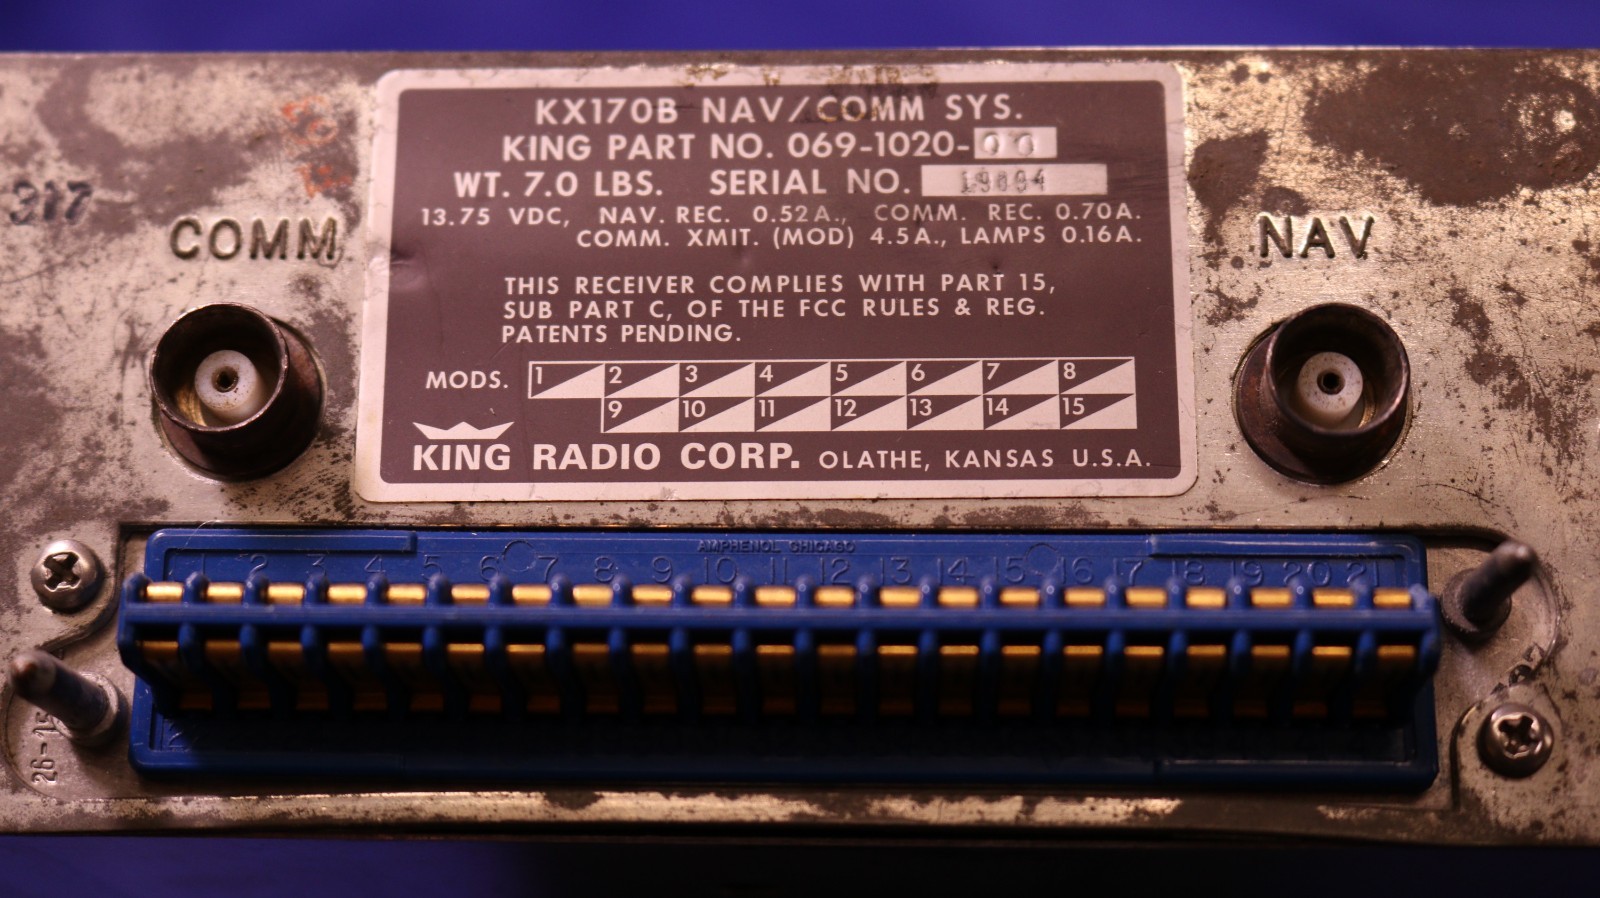 KX170B NAV/COMM SYS.
KING PART NO. 069-1020-00
WT. 7.0 LBS. SERIAL NO.
13.75 VDC, NAV. REC. 0.52A., COMM. REC. 0.70A.
COMM. XMIT. (MOD) 4.5A., LAMPS 0.16A.
317
COMM
NAV
THIS RECEIVER COMPLIES WITH PART 15,
SUB PART C, OF THE FCC RULES & REG.
PATENTS PENDING.
MODS. 1 2 3 4 5 6 7 8
9 10 11 12 13 14 15
KING RADIO CORP. OLATHE, KANSAS U.S.A.
AMPHENOL CHICAGO
1 2 3 4 5 6 7 8 9 10 11 12 13 14 15 16 17 18 19 20 21